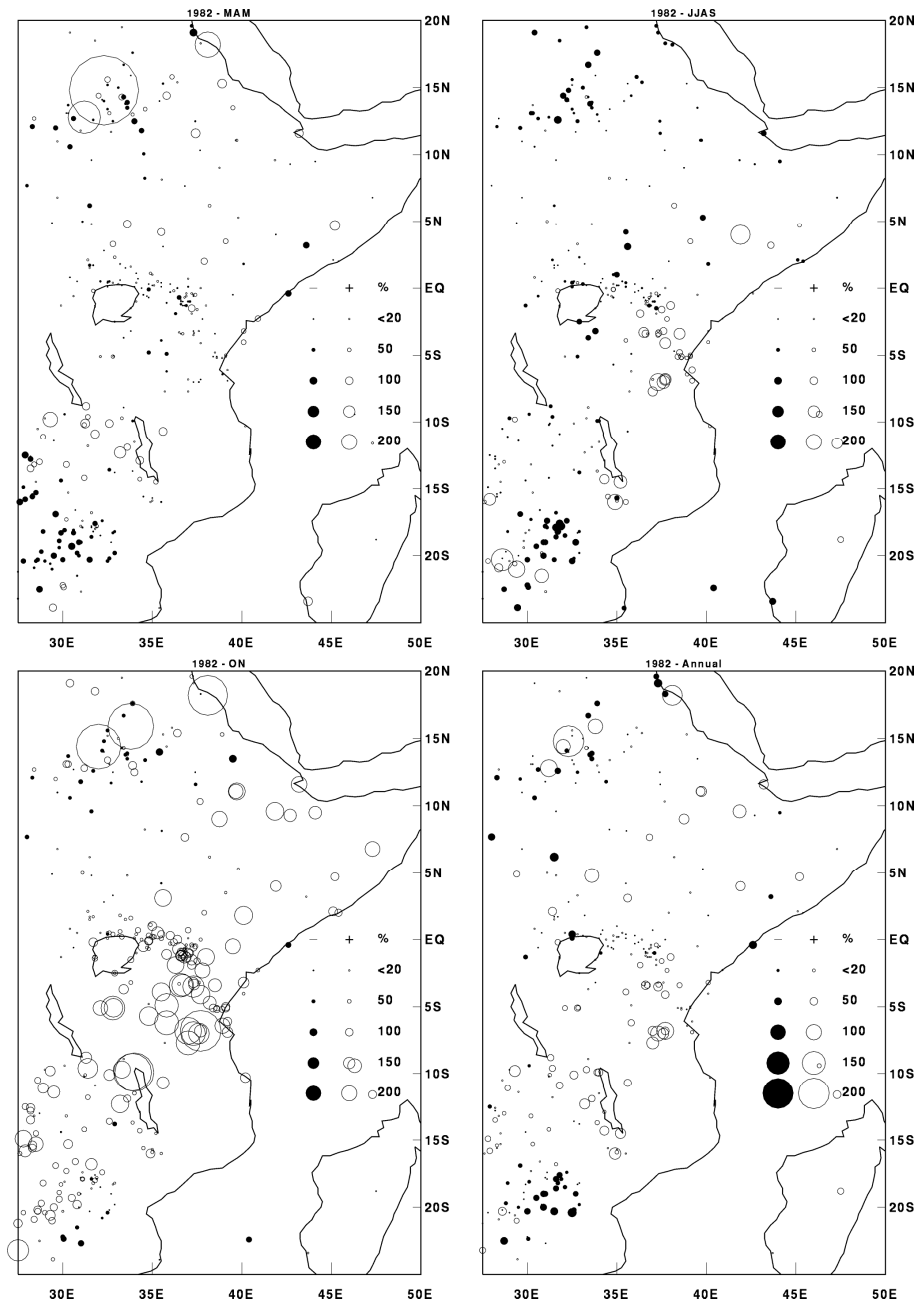 1982 - MAM
20N
15N
10N
5N
EQ
5S
10S
15S
20S
− + %
<20
50
100
150
200
30E 35E 40E 45E 50E
1982 - JJAS
20N
15N
10N
5N
EQ
5S
10S
15S
20S
− + %
<20
50
100
150
200
30E 35E 40E 45E 50E
1982 - ON
20N
15N
10N
5N
EQ
5S
10S
15S
20S
− + %
<20
50
100
150
200
30E 35E 40E 45E 50E
1982 - Annual
20N
15N
10N
5N
EQ
5S
10S
15S
20S
− + %
<20
50
100
150
200
30E 35E 40E 45E 50E